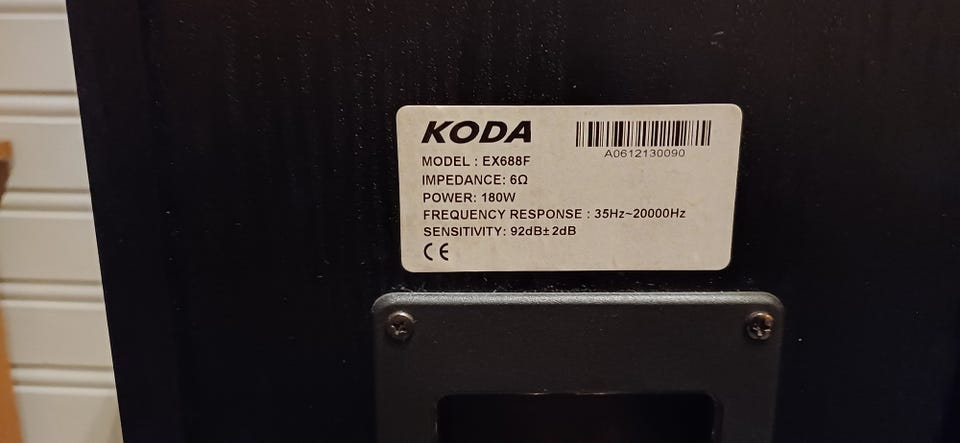 KODA
A0612130090
MODEL : EX688F
IMPEDANCE: 6Ω
POWER: 180W
FREQUENCY RESPONSE : 35Hz~20000Hz
SENSITIVITY: 92dB±2dB
CE